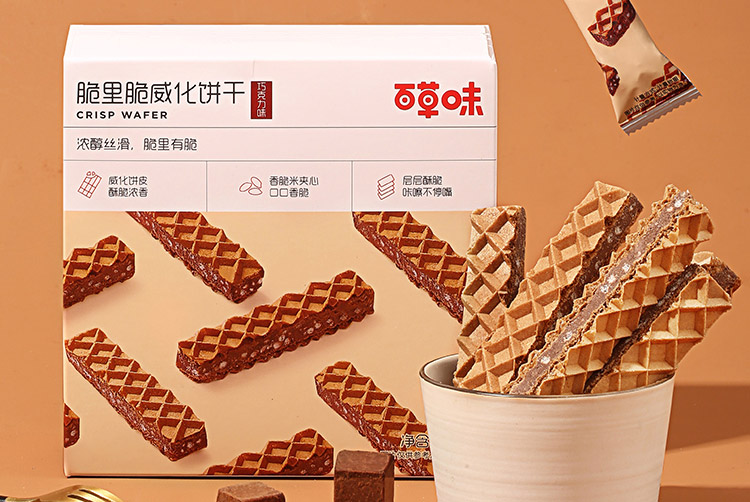 脆里脆威化饼干
巧克力味
CRISP WAFER
百草味
浓醇丝滑，脆里有脆
威化饼皮
酥脆浓香
香脆米夹心
口口香脆
层层酥脆
咔嘣不停嘴
净含